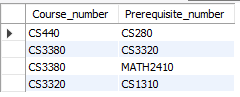 Course_number Prerequisite_number
CS440 CS280
CS3380 CS3320
CS3380 MATH2410
CS3320 CS1310